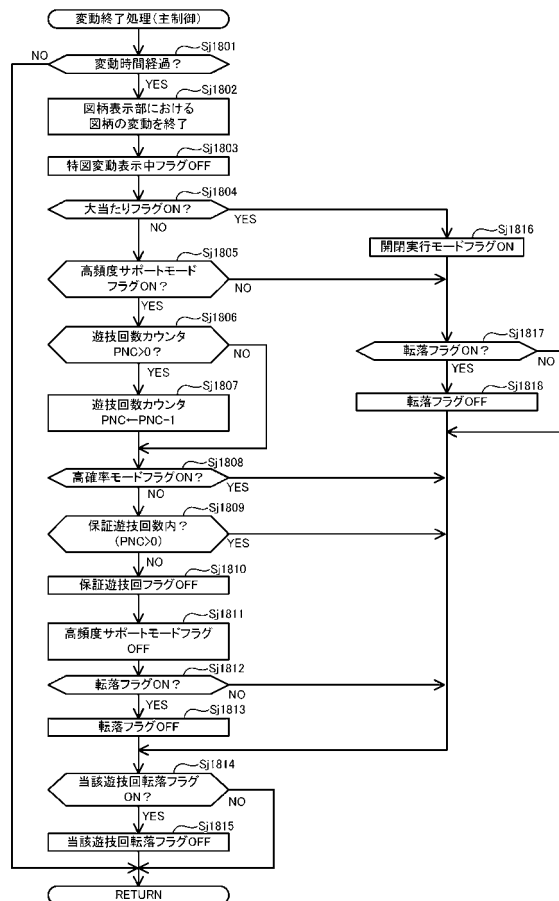 変動終了処理(主制御)
Sj1801
NO
変動時間経過?
YES
Sj1802
図柄表示部における
図柄の変動を終了
Sj1803
特図変動表示中フラグOFF
Sj1804
大当たりフラグON?
YES
NO
Sj1816
開閉実行モードフラグON
Sj1805
高頻度サポートモード
フラグON?
NO
YES
Sj1806
遊技回数カウンタ
PNC>0?
NO
YES
Sj1817
転落フラグON?
NO
YES
Sj1818
転落フラグOFF
Sj1807
遊技回数カウンタ
PNC←PNC-1
Sj1808
高確率モードフラグON?
YES
NO
Sj1809
保証遊技回数内?
(PNC>0)
YES
NO
Sj1810
保証遊技回フラグOFF
Sj1811
高頻度サポートモードフラグ
OFF
Sj1812
転落フラグON?
NO
YES
Sj1813
転落フラグOFF
Sj1814
当該遊技回転落フラグ
ON?
NO
YES
Sj1815
当該遊技回転落フラグOFF
RETURN